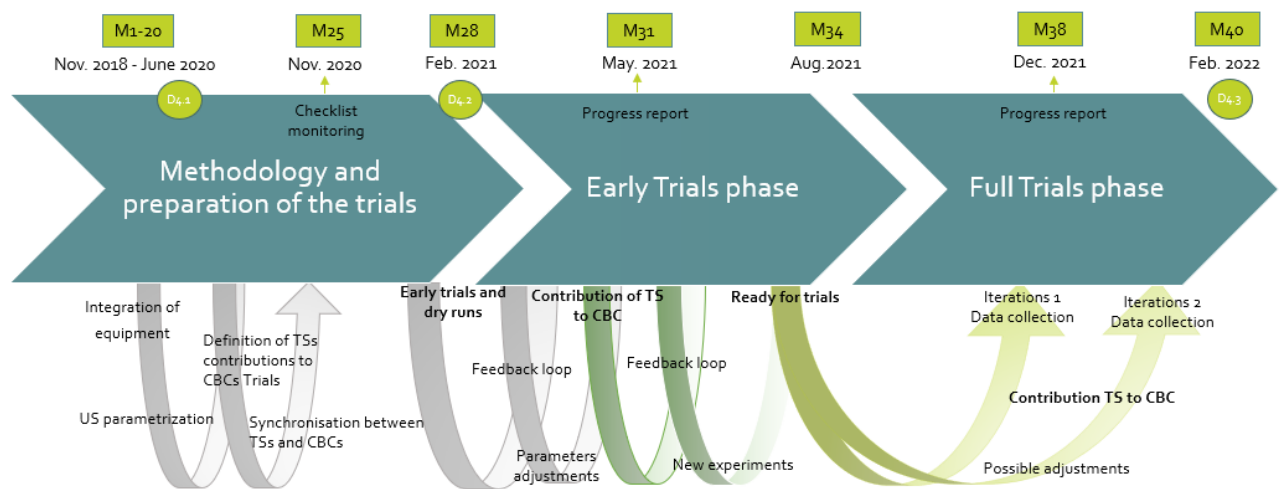 M1-20
M25
M28
M31
M34
M38
M40
Nov. 2018 - June 2020
Nov. 2020
Feb. 2021
May. 2021
Aug.2021
Dec. 2021
Feb. 2022
D4.1
D4.2
D4.3
Checklist
monitoring
Progress report
Progress report
Methodology and
preparation of the trials
Early Trials phase
Full Trials phase
Integration of
equipment
US parametrization
Definition of TSs
contributions to
CBCs Trials
Synchronisation between
TSs and CBCs
Early trials and
dry runs
Feedback loop
Parameters
adjustments
Contribution of TS
to CBC
Feedback loop
New experiments
Ready for trials
Iterations 1
Data collection
Iterations 2
Data collection
Contribution TS to CBC
Possible adjustments